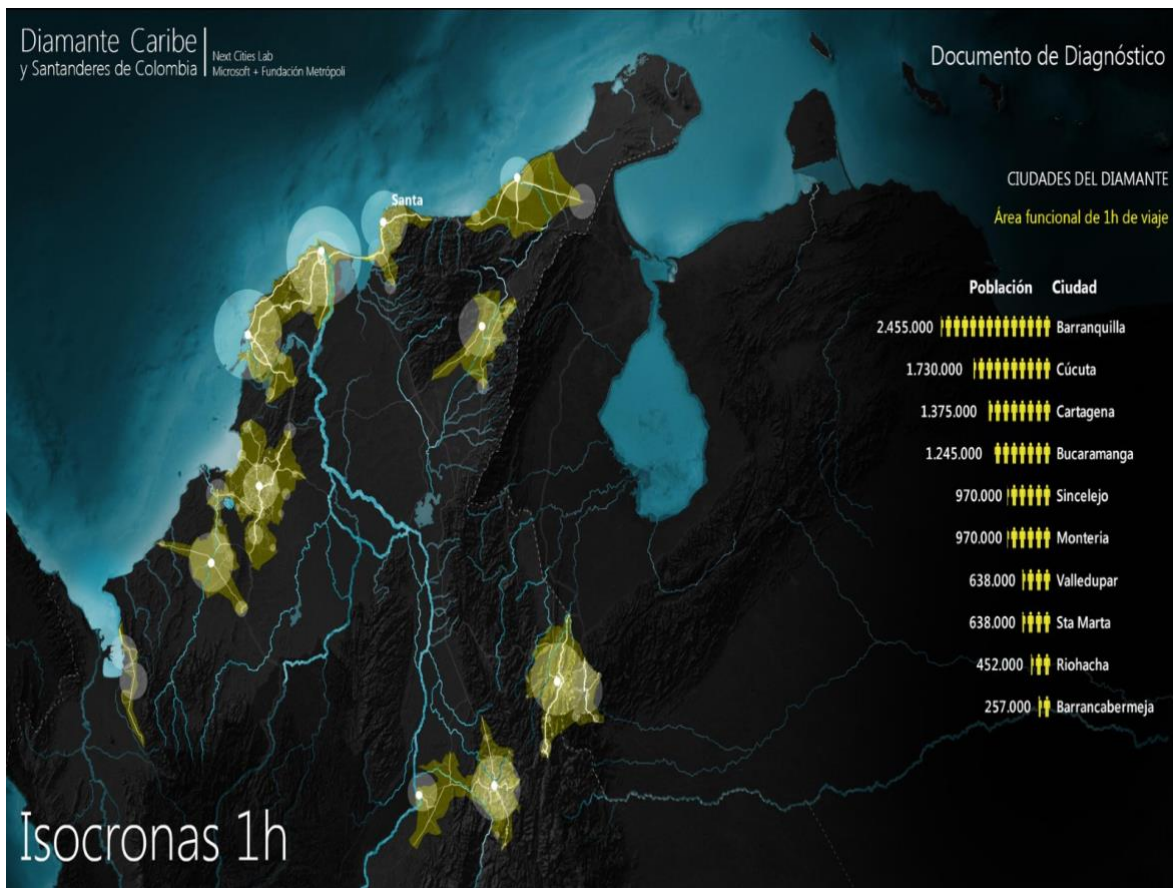 Diamante Caribe
y Santanderes de Colombia
Next Cities Lab
Microsoft + Fundación Metrópoli
Documento de Diagnóstico
CIUDADES DEL DIAMANTE
Área funcional de 1h de viaje
Santa
Población Ciudad
2.455.000 Barranquilla
1.730.000 Cúcuta
1.375.000 Cartagena
1.245.000 Bucaramanga
970.000 Sincelejo
970.000 Montería
638.000 Valledupar
638.000 Sta Marta
452.000 Riohacha
257.000 Barrancabermeja
Isocronas 1h